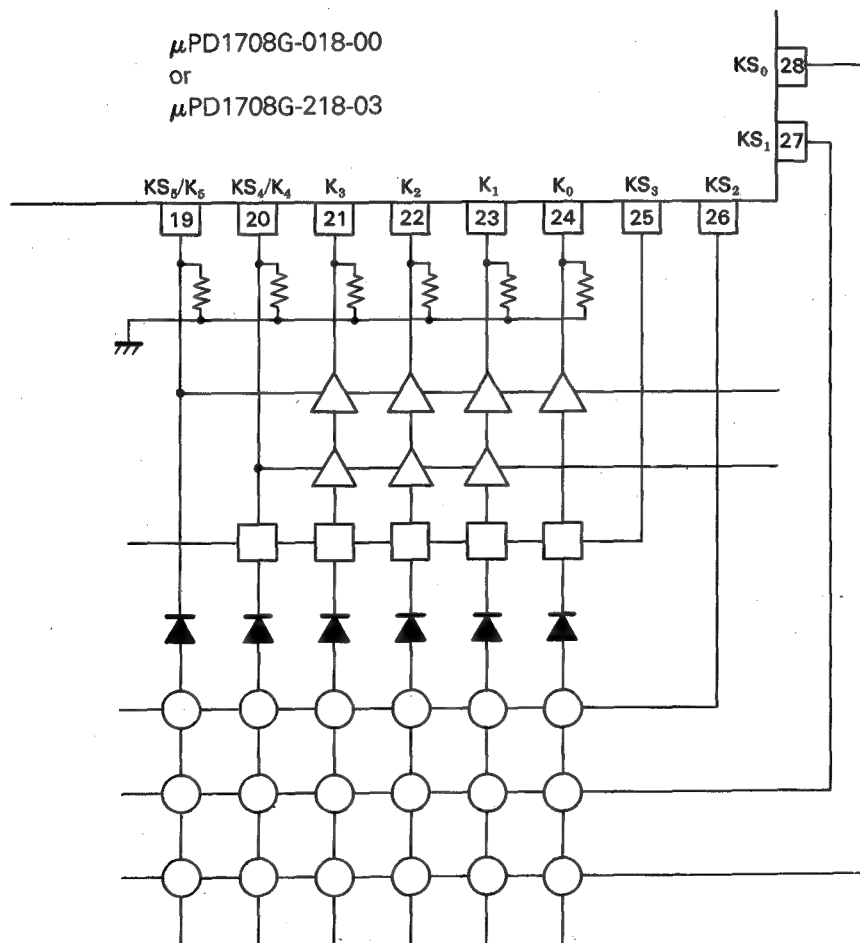 μPD1708G-018-00
or
μPD1708G-218-03
KS₀ 28
KS₁ 27
KS₅/K₅ KS₄/K₄ K₃ K₂ K₁ K₀ KS₃ KS₂
19 20 21 22 23 24 25 26